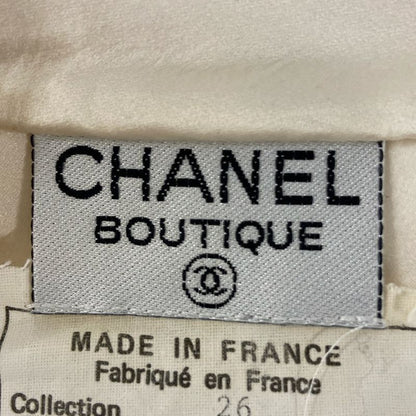 CHANEL
BOUTIQUE
MADE IN FRANCE
Fabriqué en France
Collection 26